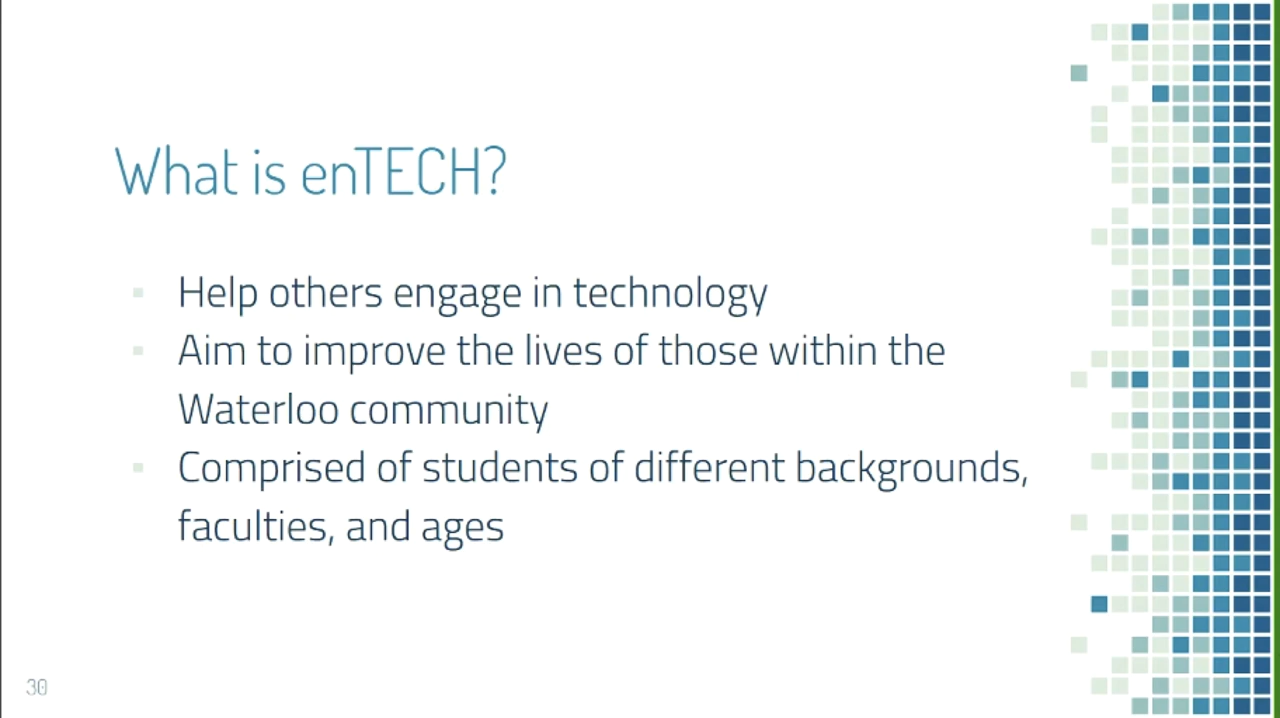 What is enTECH?
Help others engage in technology
Aim to improve the lives of those within the
Waterloo community
Comprised of students of different backgrounds,
faculties, and ages
30